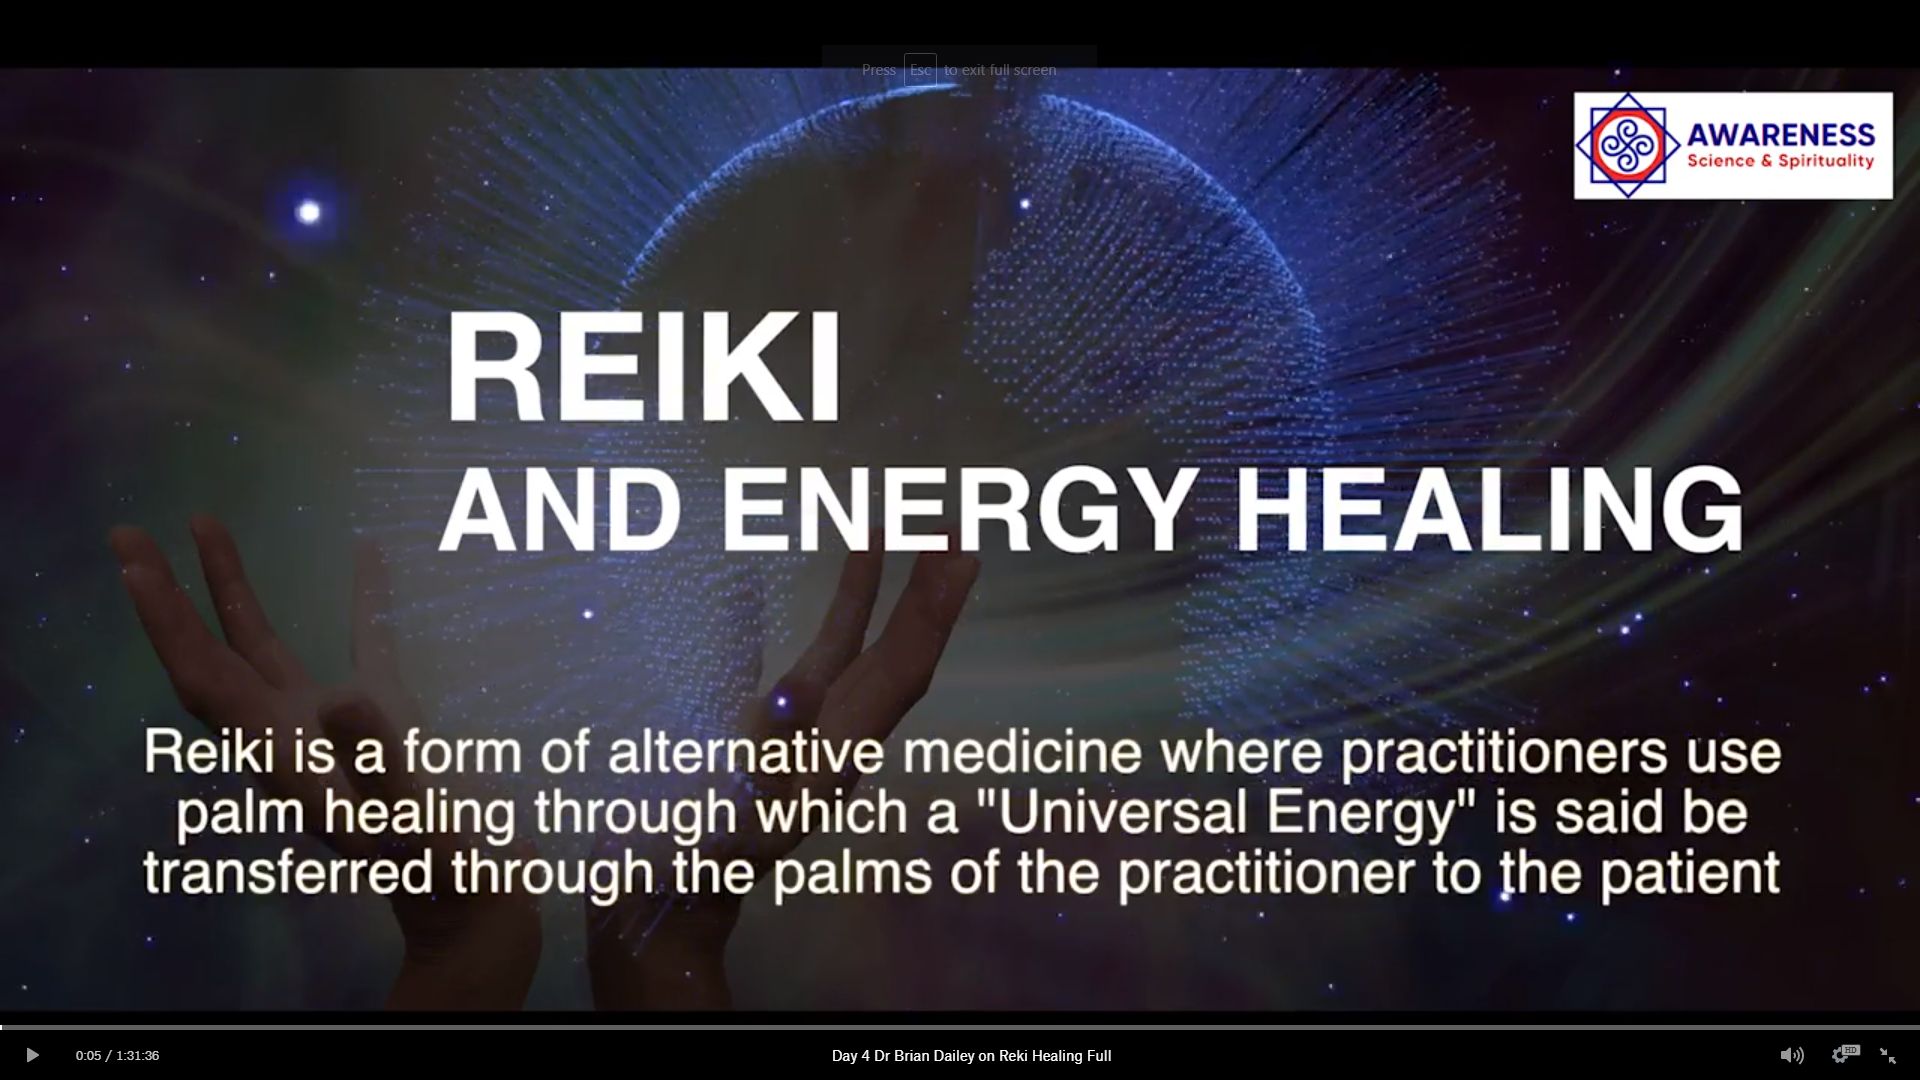 Press Esc to exit full screen
AWARENESS
Science & Spirituality
REIKI
AND ENERGY HEALING
Reiki is a form of alternative medicine where practitioners use
palm healing through which a "Universal Energy" is said be
transferred through the palms of the practitioner to the patient
0:05 / 1:31:36
Day 4 Dr Brian Dailey on Reki Healing Full
HD